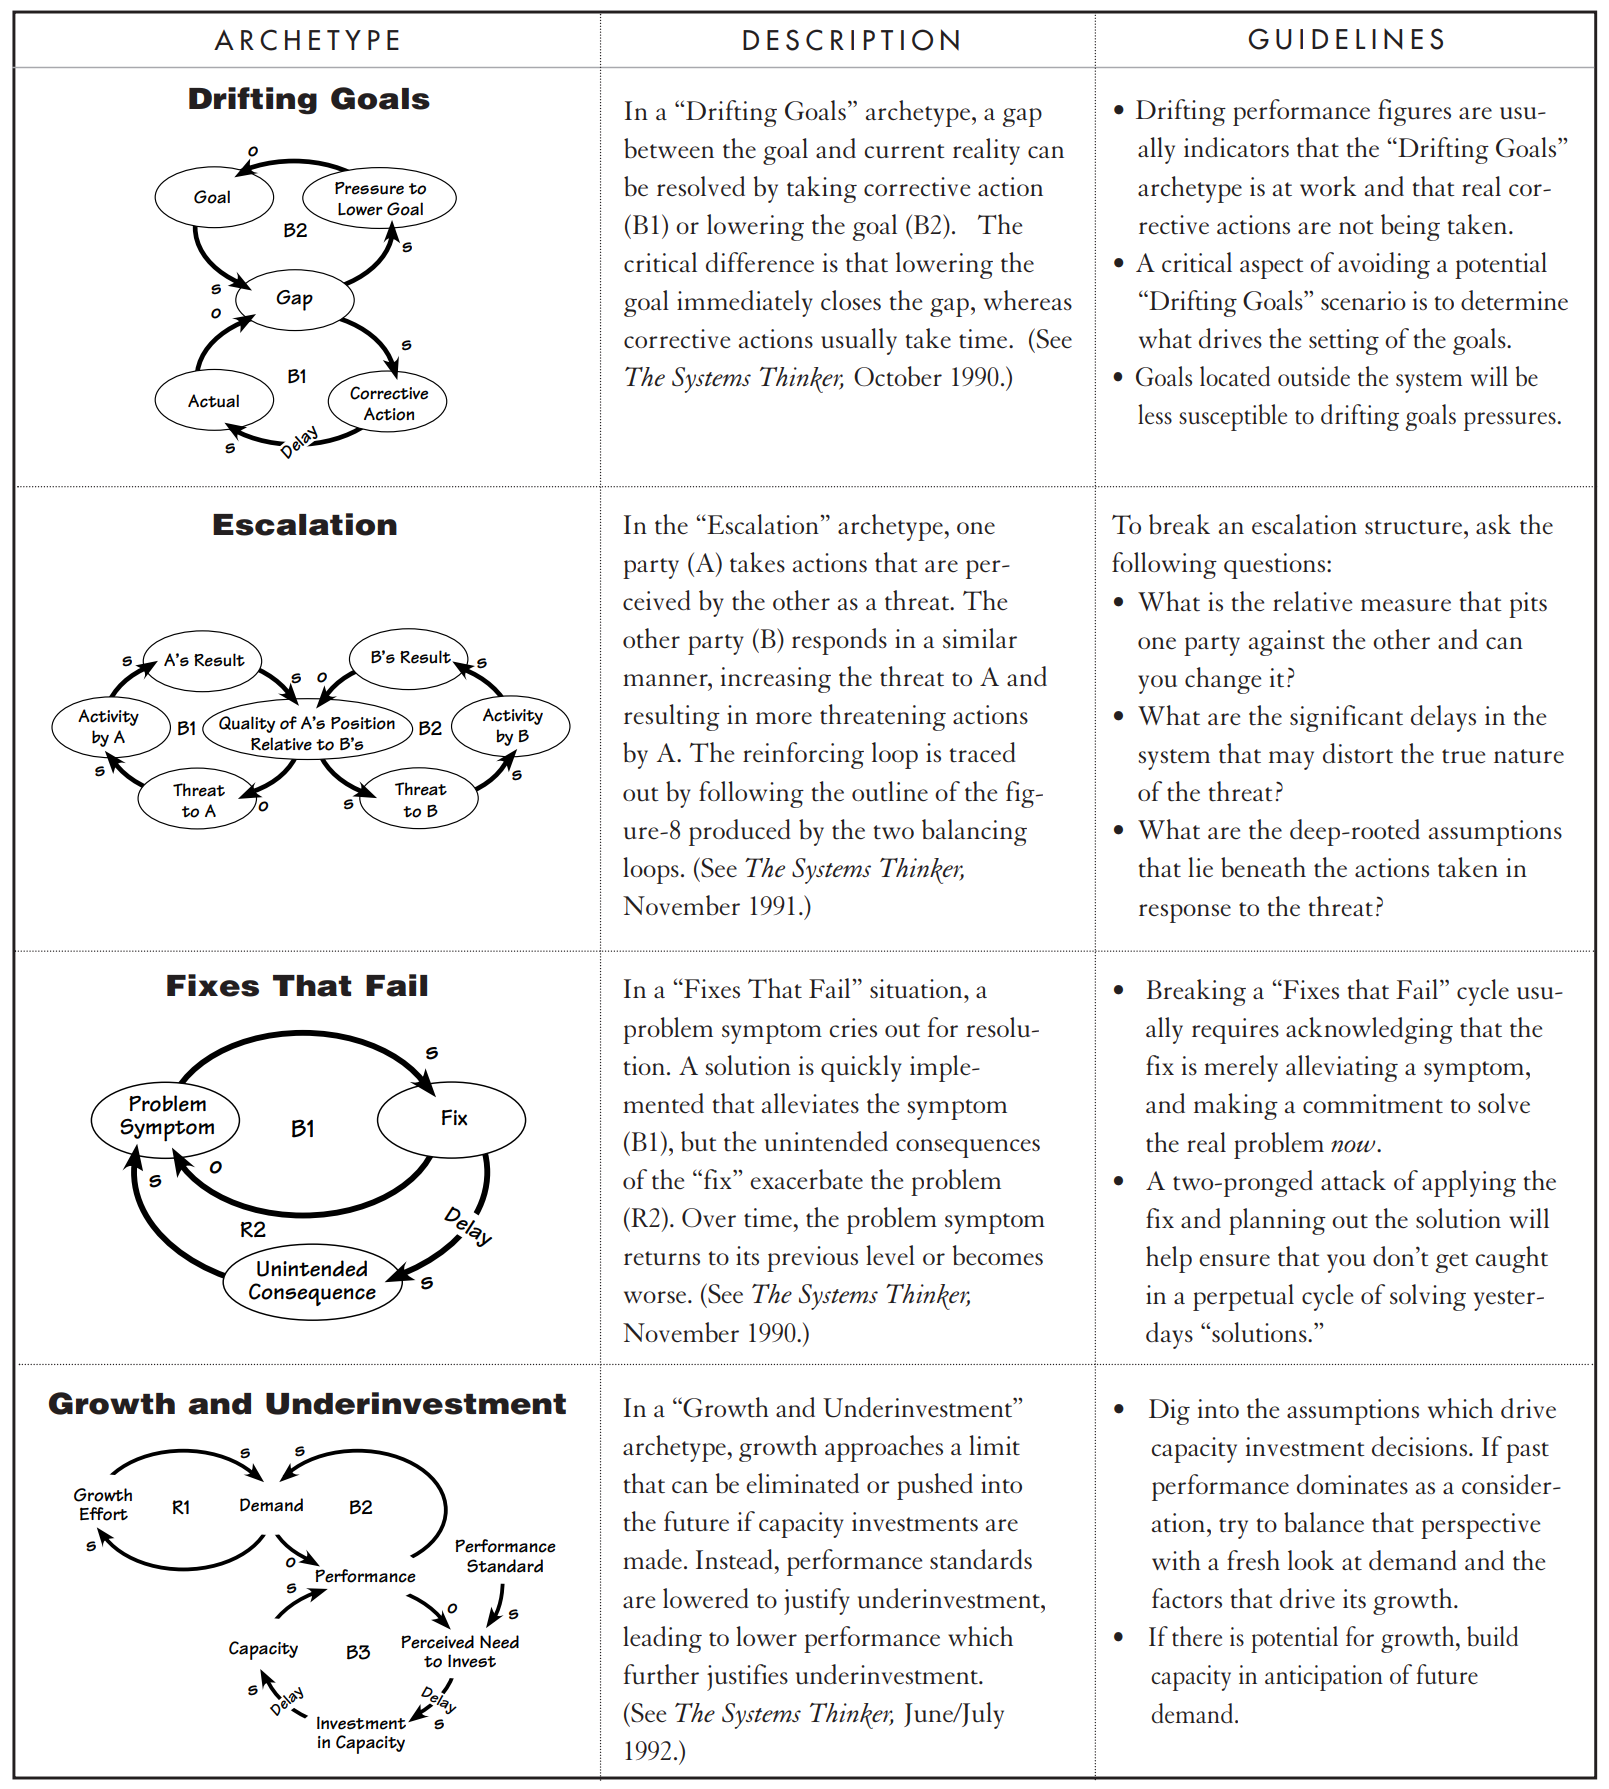 ARCHETYPE
DESCRIPTION
GUIDELINES
Drifting Goals
o
Goal
Pressure to
Lower Goal
B2
s
s
Gap
o
s
B1
Actual
Corrective
Action
s
Delay
In a “Drifting Goals” archetype, a gap
between the goal and current reality can
be resolved by taking corrective action
(B1) or lowering the goal (B2). The
critical difference is that lowering the
goal immediately closes the gap, whereas
corrective actions usually take time. (See
The Systems Thinker, October 1990.)
• Drifting performance figures are usu-
ally indicators that the “Drifting Goals”
archetype is at work and that real cor-
rective actions are not being taken.
• A critical aspect of avoiding a potential
“Drifting Goals” scenario is to determine
what drives the setting of the goals.
• Goals located outside the system will be
less susceptible to drifting goals pressures.
Escalation
s
A’s Result
s
o
B’s Result
s
Activity
by A
B1
Quality of A’s Position
Relative to B’s
B2
Activity
by B
s
Threat
to A
o
s
Threat
to B
s
In the “Escalation” archetype, one
party (A) takes actions that are per-
ceived by the other as a threat. The
other party (B) responds in a similar
manner, increasing the threat to A and
resulting in more threatening actions
by A. The reinforcing loop is traced
out by following the outline of the fig-
ure-8 produced by the two balancing
loops. (See The Systems Thinker,
November 1991.)
To break an escalation structure, ask the
following questions:
• What is the relative measure that pits
one party against the other and can
you change it?
• What are the significant delays in the
system that may distort the true nature
of the threat?
• What are the deep-rooted assumptions
that lie beneath the actions taken in
response to the threat?
Fixes That Fail
s
Problem
Symptom
B1
Fix
s
o
R2
Delay
Unintended
Consequence
s
In a “Fixes That Fail” situation, a
problem symptom cries out for resolu-
tion. A solution is quickly imple-
mented that alleviates the symptom
(B1), but the unintended consequences
of the “fix” exacerbate the problem
(R2). Over time, the problem symptom
returns to its previous level or becomes
worse. (See The Systems Thinker,
November 1990.)
• Breaking a “Fixes that Fail” cycle usu-
ally requires acknowledging that the
fix is merely alleviating a symptom,
and making a commitment to solve
the real problem now.
• A two-pronged attack of applying the
fix and planning out the solution will
help ensure that you don’t get caught
in a perpetual cycle of solving yester-
days “solutions.”
Growth and Underinvestment
s
s
Growth
Effort
R1
Demand
B2
s
o
Performance
Standard
s
Performance
o
s
Capacity
B3
Perceived Need
to Invest
s
Delay
Delay
s
Investment
in Capacity
In a “Growth and Underinvestment”
archetype, growth approaches a limit
that can be eliminated or pushed into
the future if capacity investments are
made. Instead, performance standards
are lowered to justify underinvestment,
leading to lower performance which
further justifies underinvestment.
(See The Systems Thinker, June/July
1992.)
• Dig into the assumptions which drive
capacity investment decisions. If past
performance dominates as a consider-
ation, try to balance that perspective
with a fresh look at demand and the
factors that drive its growth.
• If there is potential for growth, build
capacity in anticipation of future
demand.